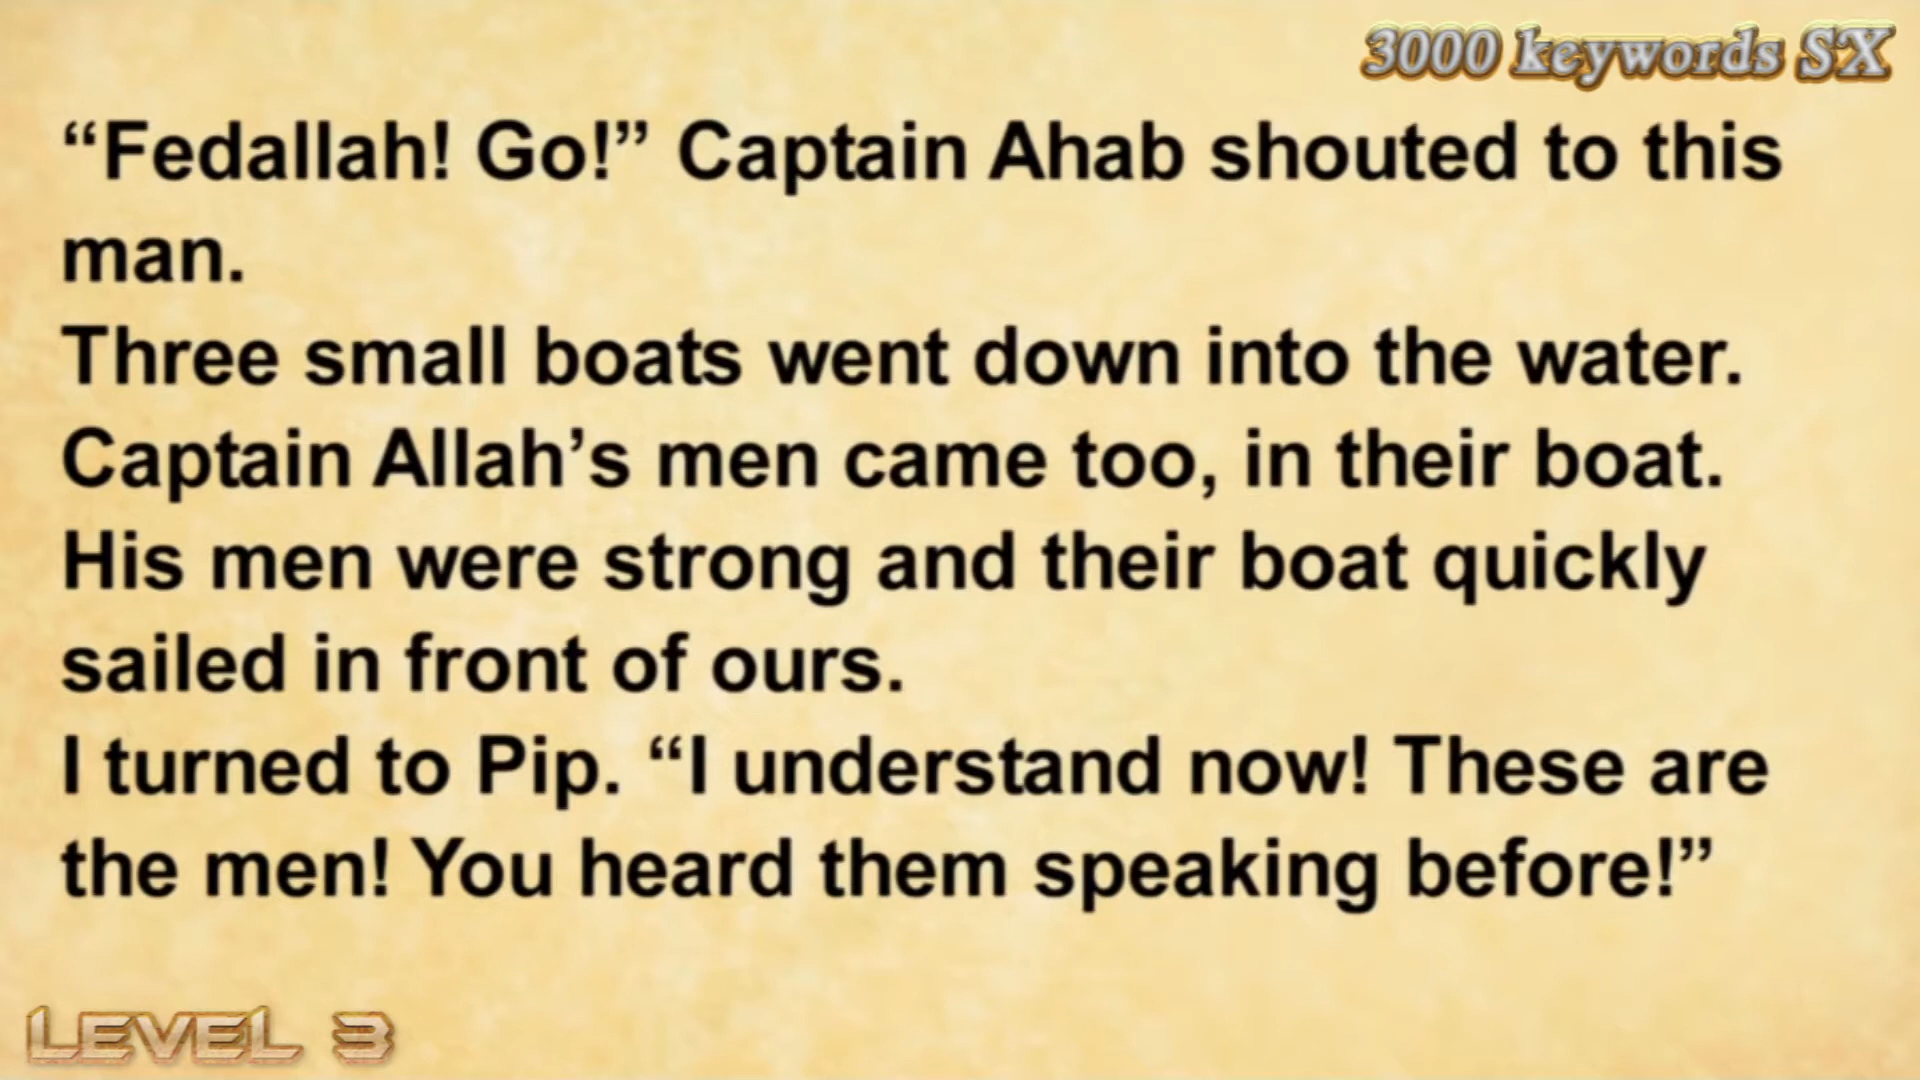 3000 keywords SX
“Fedallah! Go!” Captain Ahab shouted to this
man.
Three small boats went down into the water.
Captain Allah’s men came too, in their boat.
His men were strong and their boat quickly
sailed in front of ours.
I turned to Pip. “I understand now! These are
the men! You heard them speaking before!”
LEVEL 3